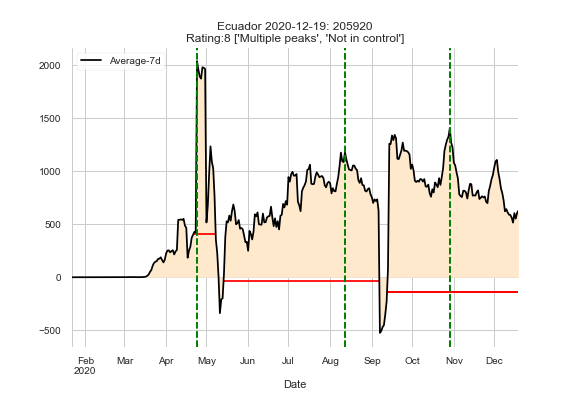 Ecuador 2020-12-19: 205920
Rating:8 ['Multiple peaks', 'Not in control']
Average-7d
2000
1500
1000
500
0
−500
Feb Mar Apr May Jun Jul Aug Sep Oct Nov Dec
2020
Date